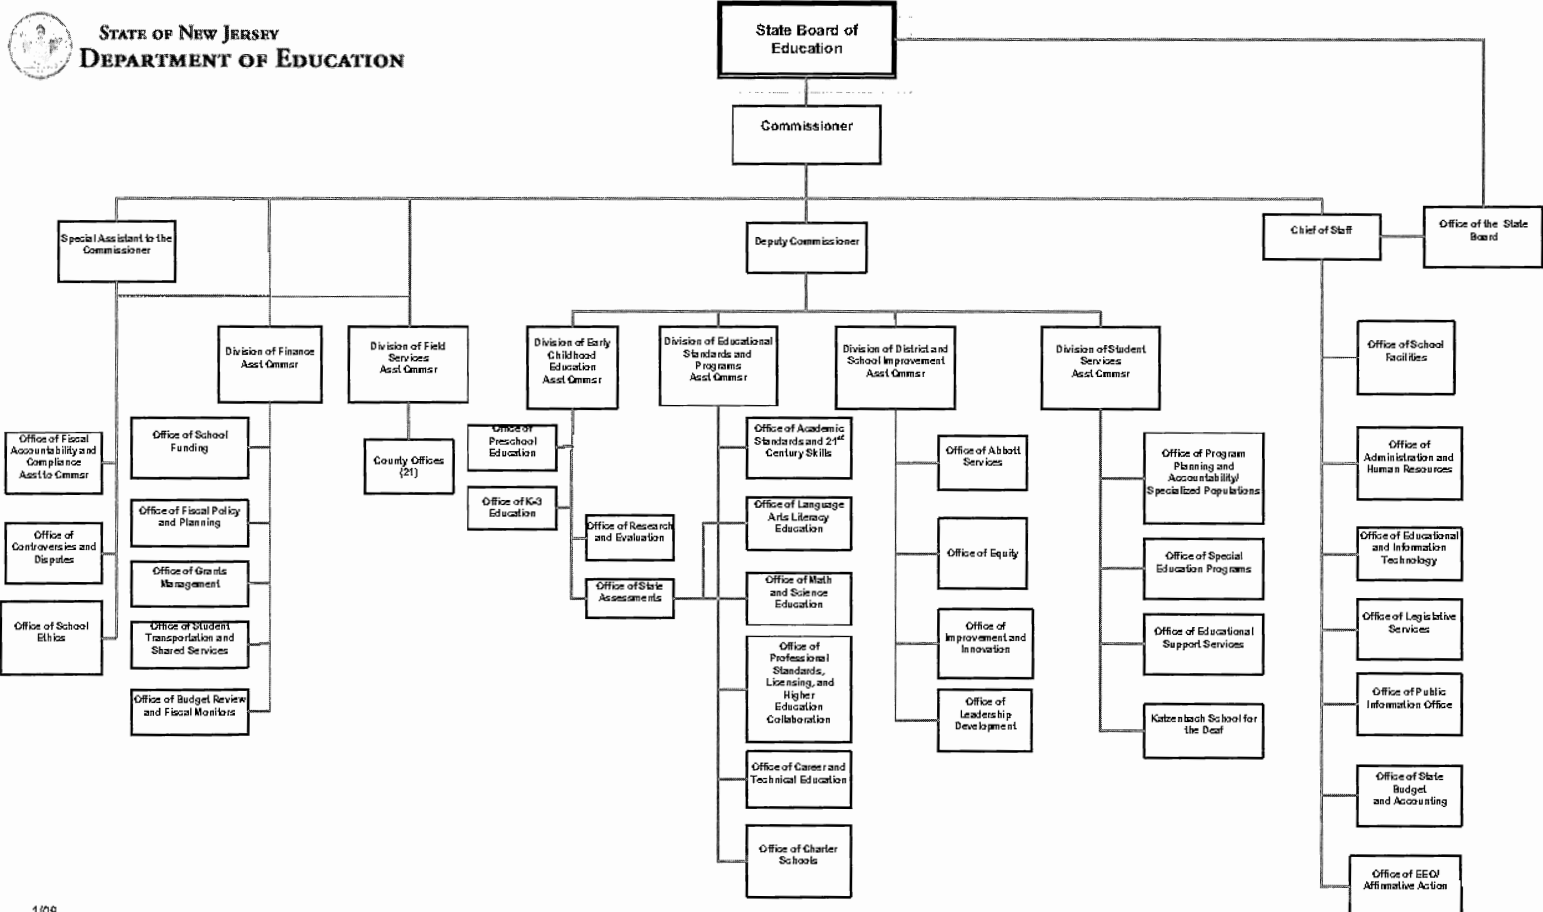 STATE OF NEW JERSEY
DEPARTMENT OF EDUCATION
State Board of
Education
Commissioner
Special Assistant to the
Commissioner
Deputy Commissioner
Chief of Staff
Office of the State
Board
Division of Finance
Asst Cmmsr
Division of Field
Services
Asst Cmmsr
Division of Early
Childhood
Education
Asst Cmmsr
Division of Educational
Standards and
Programs
Asst Cmmsr
Division of District and
School Improvement
Asst Cmmsr
Division of Student
Services
Asst Cmmsr
Office of Fiscal
Accountability and
Compliance
Asst to Cmmsr
Office of
Controversies and
Disputes
Office of School
Ethics
Office of School
Funding
Office of Fiscal Policy
and Planning
Office of Grants
Management
Office of Student
Transportation and
Shared Services
Office of Budget Review
and Fiscal Monitors
County Offices
(21)
Office of
Preschool
Education
Office of K-3
Education
Office of Research
and Evaluation
Office of State
Assessments
Office of Academic
Standards and 21st
Century Skills
Office of Language
Arts Literacy
Education
Office of Math
and Science
Education
Office of
Professional
Standards,
Licensing, and
Higher
Education
Collaboration
Office of Career and
Technical Education
Office of Charter
Schools
Office of Abbott
Services
Office of Equity
Office of
Improvement and
Innovation
Office of
Leadership
Development
Office of Program
Planning and
Accountability/
Specialized Populations
Office of Special
Education Programs
Office of Educational
Support Services
Katzenbach School for
the Deaf
Office of School
Facilities
Office of
Administration and
Human Resources
Office of Educational
and Information
Technology
Office of Legislative
Services
Office of Public
Information Office
Office of State
Budget
and Accounting
Office of EEO/
Affirmative Action